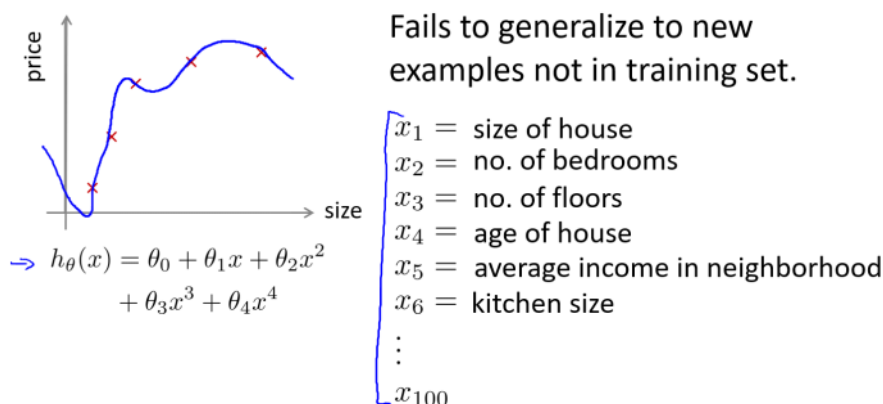 price
size
h_θ(x) = θ₀ + θ₁x + θ₂x²
+ θ₃x³ + θ₄x⁴
Fails to generalize to new
examples not in training set.
x₁ = size of house
x₂ = no. of bedrooms
x₃ = no. of floors
x₄ = age of house
x₅ = average income in neighborhood
x₆ = kitchen size
⋮
x₁₀₀